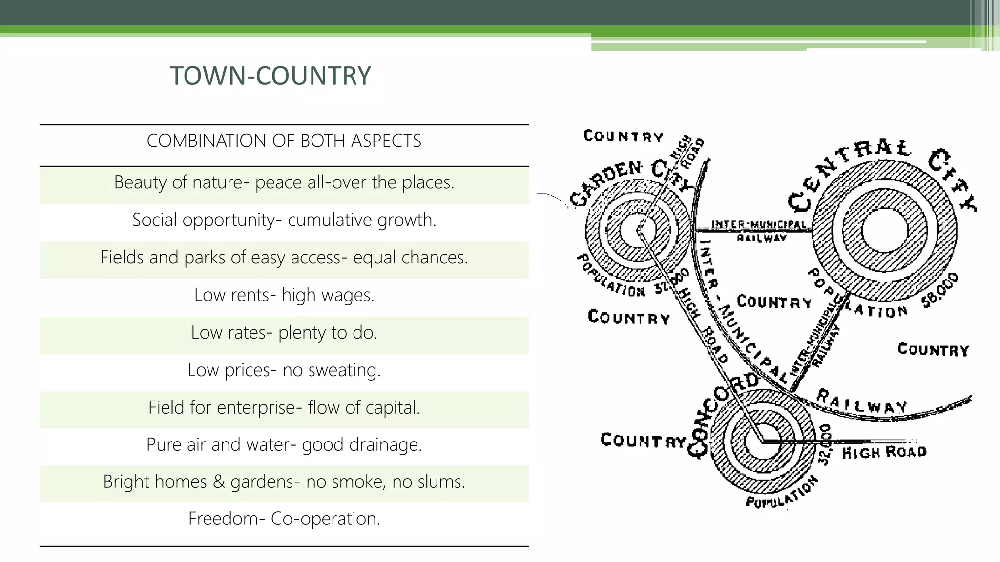 TOWN-COUNTRY
COMBINATION OF BOTH ASPECTS
Beauty of nature- peace all-over the places.
Social opportunity- cumulative growth.
Fields and parks of easy access- equal chances.
Low rents- high wages.
Low rates- plenty to do.
Low prices- no sweating.
Field for enterprise- flow of capital.
Pure air and water- good drainage.
Bright homes & gardens- no smoke, no slums.
Freedom- Co-operation.
COUNTRY
HIGH
ROAD
GARDEN CITY
POPULATION 32,000
CENTRAL CITY
POPULATION 58,000
INTER-MUNICIPAL
RAILWAY
COUNTRY
COUNTRY
HIGH ROAD
INTER-MUNICIPAL RAILWAY
INTER-MUNICIPAL
RAILWAY
COUNTRY
CONCORD
COUNTRY
POPULATION 32,000
HIGH ROAD